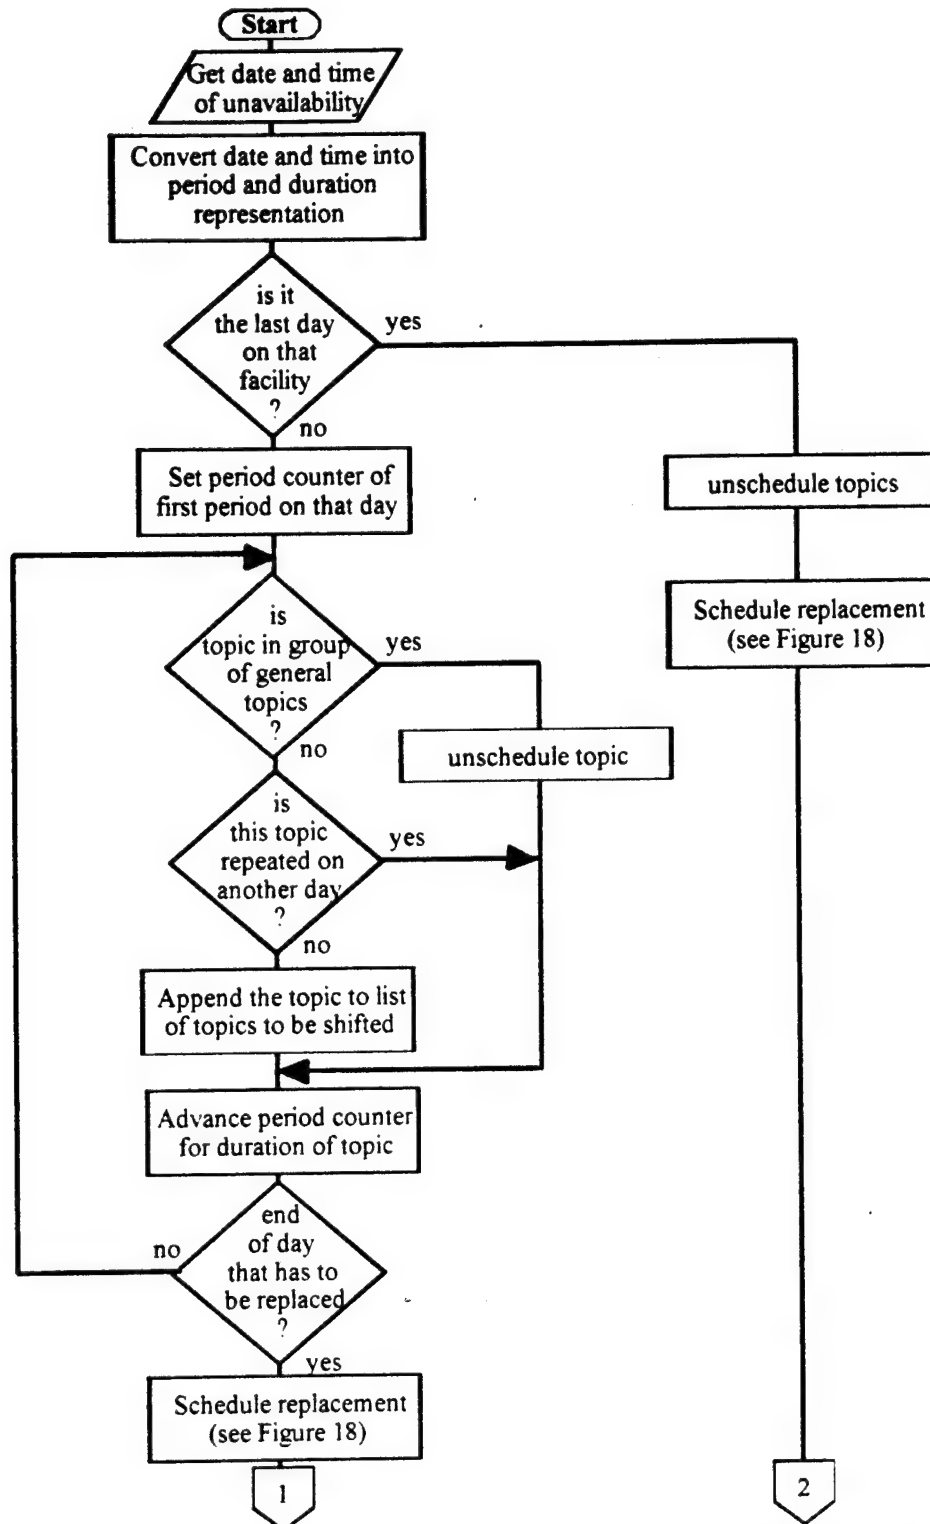 Start
Get date and time
of unavailability
Convert date and time into
period and duration
representation
is it
the last day
on that
facility
?
yes
no
Set period counter of
first period on that day
unschedule topics
Schedule replacement
(see Figure 18)
is
topic in group
of general
topics
?
yes
no
unschedule topic
is
this topic
repeated on
another day
?
yes
no
Append the topic to list
of topics to be shifted
Advance period counter
for duration of topic
end
of day
that has to
be replaced
?
no
yes
Schedule replacement
(see Figure 18)
1
2